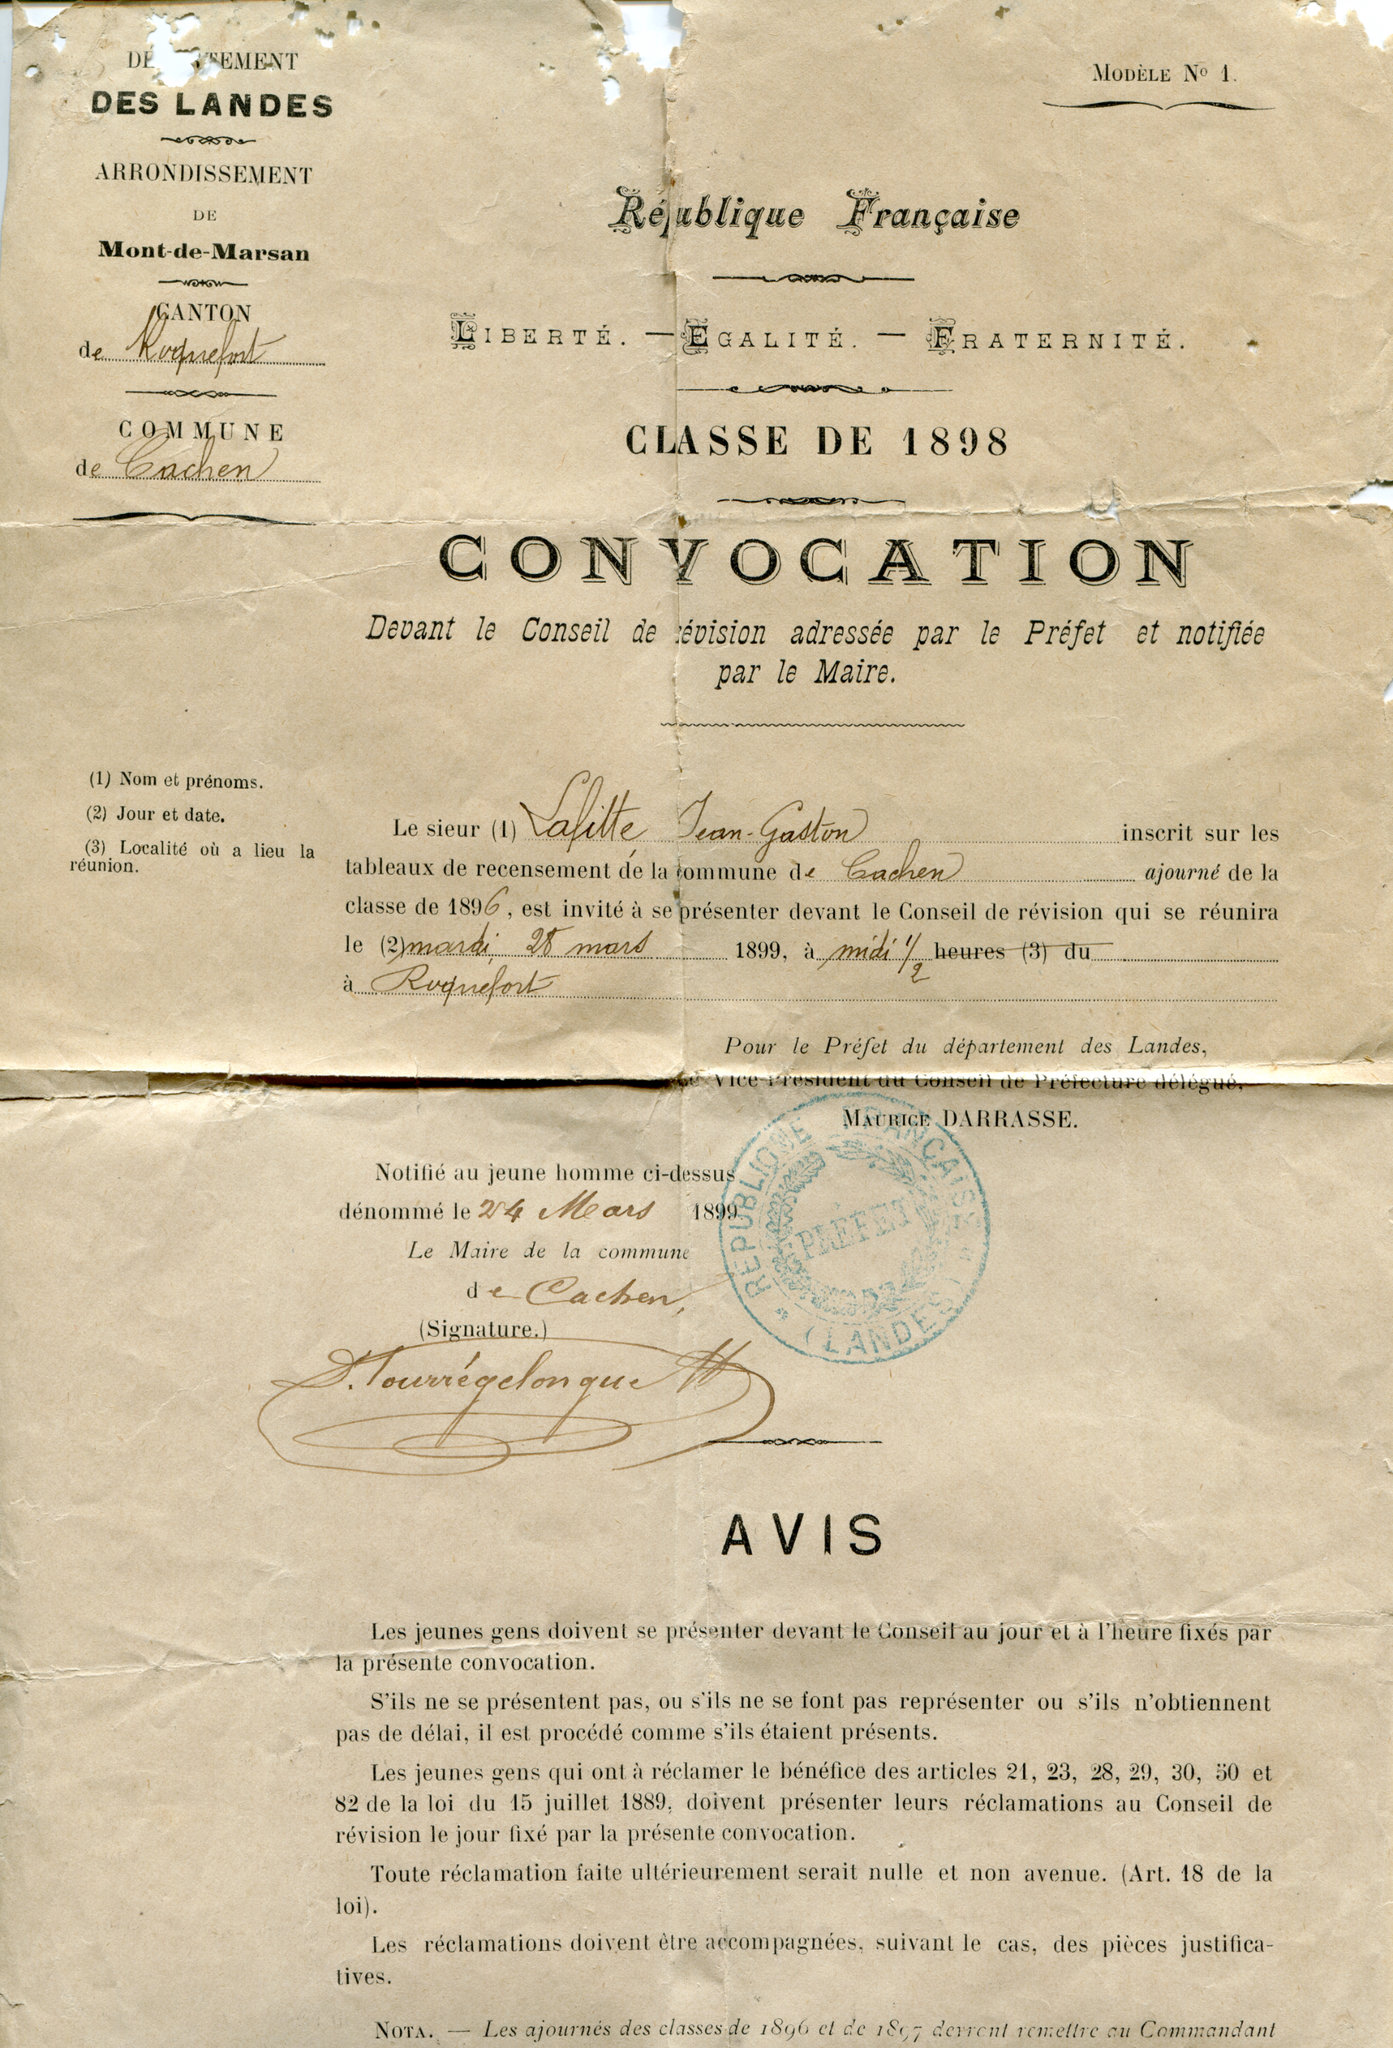 DÉ TEMENT
DES LANDES
ARRONDISSEMENT
DE
Mont-de-Marsan
CANTON
de Roquefort
COMMUNE
de Cachen
MODÈLE No 1.
République Française
LIBERTÉ. — EGALITÉ. — FRATERNITÉ.
CLASSE DE 1898
CONVOCATION
Devant le Conseil de révision adressée par le Préfet et notifiée
par le Maire.
(1) Nom et prénoms.
(2) Jour et date.
(3) Localité où a lieu la
réunion.
Le sieur (1) Lafitte Jean-Gaston inscrit sur les
tableaux de recensement de la commune de Cachen ajourné de la
classe de 1896, est invité à se présenter devant le Conseil de révision qui se réunira
le (2) mardi 28 mars 1899, à midi 1/2 heures (3) du
à Roquefort
Pour le Préfet du département des Landes,
Le Vice Président du Conseil de Préfecture délégué,
MAURICE DARRASSE.
Notifié au jeune homme ci-dessus
dénommé le 24 Mars 1899
Le Maire de la commune
de Cachen,
(Signature.)
D. Tourrégelongue
REPUBLIQUE FRANÇAISE
PREFET
(LANDES)
AVIS
Les jeunes gens doivent se présenter devant le Conseil au jour et à l'heure fixés par
la présente convocation.
S'ils ne se présentent pas, ou s'ils ne se font pas représenter ou s'ils n'obtiennent
pas de délai, il est procédé comme s'ils étaient présents.
Les jeunes gens qui ont à réclamer le bénéfice des articles 21, 23, 28, 29, 30, 50 et
82 de la loi du 15 juillet 1889, doivent présenter leurs réclamations au Conseil de
révision le jour fixé par la présente convocation.
Toute réclamation faite ultérieurement serait nulle et non avenue. (Art. 18 de la
loi).
Les réclamations doivent être accompagnées, suivant le cas, des pièces justifica-
tives.
NOTA. — Les ajournés des classes de 1896 et de 1897 devront remettre au Commandant